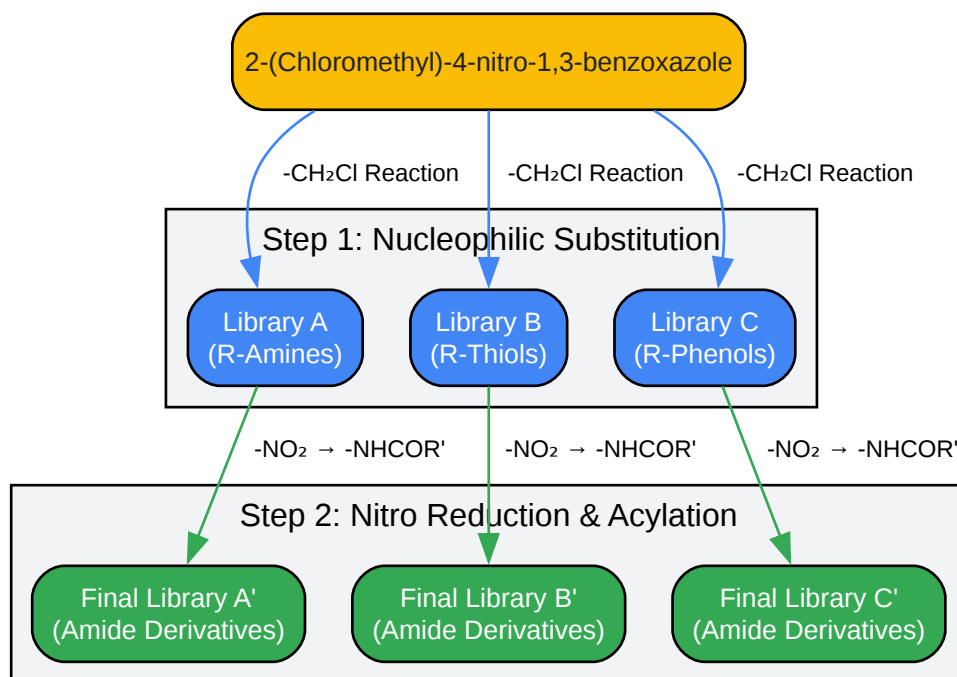 2-(Chloromethyl)-4-nitro-1,3-benzoxazole
-CH₂Cl Reaction
-CH₂Cl Reaction
-CH₂Cl Reaction
Step 1: Nucleophilic Substitution
Library A
(R-Amines)
Library B
(R-Thiols)
Library C
(R-Phenols)
-NO₂ → -NHCOR'
-NO₂ → -NHCOR'
-NO₂ → -NHCOR'
Step 2: Nitro Reduction & Acylation
Final Library A'
(Amide Derivatives)
Final Library B'
(Amide Derivatives)
Final Library C'
(Amide Derivatives)